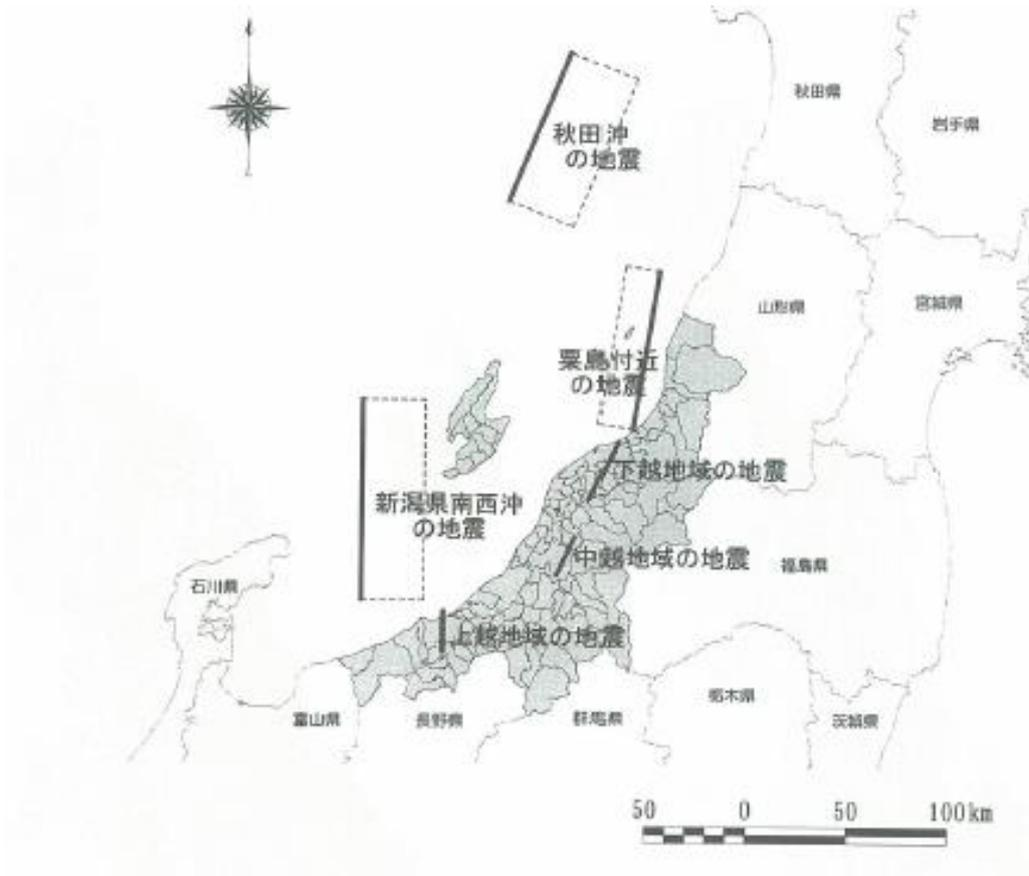 秋田県
岩手県
秋田沖
の地震
山形県
宮城県
粟島付近
の地震
下越地域の地震
新潟県南西沖
の地震
中越地域の地震
福島県
石川県
上越地域の地震
栃木県
富山県
長野県
群馬県
茨城県
50 0 50 100km